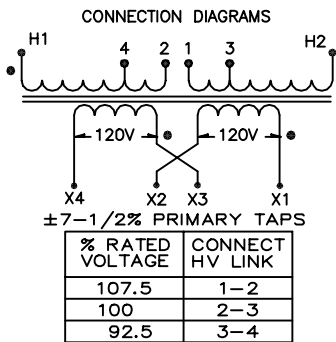 CONNECTION DIAGRAMS
H1 4 2 1 3 H2
120V 120V
X4 X2 X3 X1
±7-1/2% PRIMARY TAPS
% RATED VOLTAGE CONNECT HV LINK
107.5 1-2
100 2-3
92.5 3-4